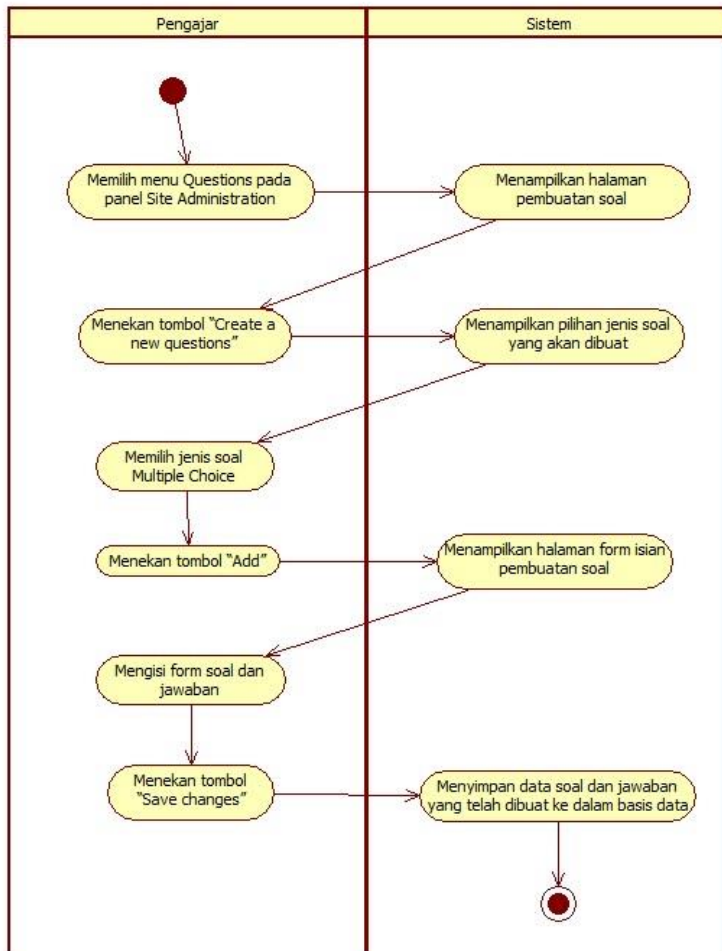 Pengajar
Sistem
Memilih menu Questions pada
panel Site Administration
Menampilkan halaman
pembuatan soal
Menekan tombol "Create a
new questions"
Menampilkan pilihan jenis soal
yang akan dibuat
Memilih jenis soal
Multiple Choice
Menekan tombol "Add"
Menampilkan halaman form isian
pembuatan soal
Mengisi form soal dan
jawaban
Menekan tombol
"Save changes"
Menyimpan data soal dan jawaban
yang telah dibuat ke dalam basis data